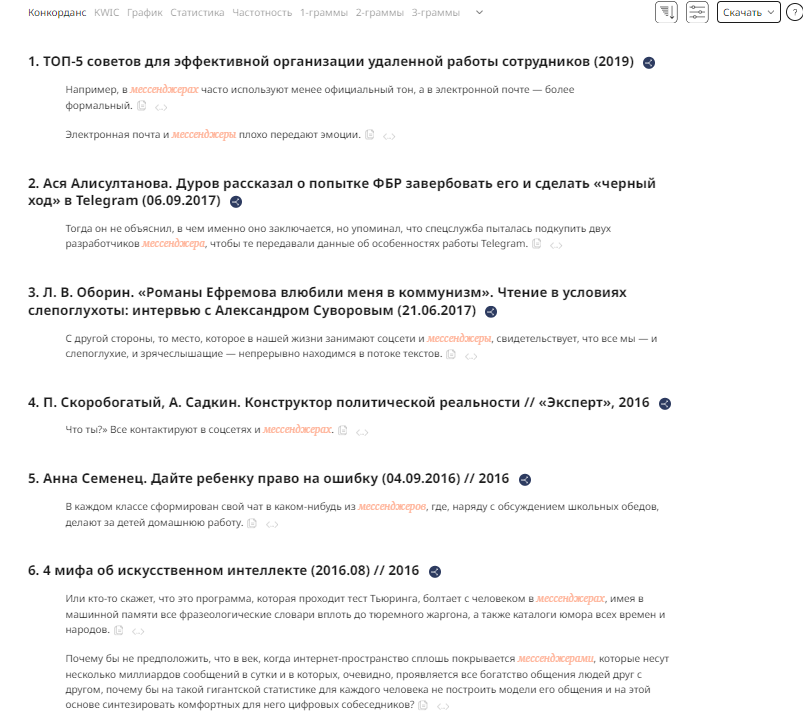 Конкорданс KWIC График Статистика Частотность 1-граммы 2-граммы 3-граммы Скачать ?
1. ТОП-5 советов для эффективной организации удаленной работы сотрудников (2019)
Например, в мессенджерах часто используют менее официальный тон, а в электронной почте — более
формальный.
Электронная почта и мессенджеры плохо передают эмоции.
2. Ася Алисултанова. Дуров рассказал о попытке ФБР завербовать его и сделать «черный
ход» в Telegram (06.09.2017)
Тогда он не объяснил, в чем именно оно заключается, но упоминал, что спецслужба пыталась подкупить двух
разработчиков мессенджера, чтобы те передавали данные об особенностях работы Telegram.
3. Л. В. Оборин. «Романы Ефремова влюбили меня в коммунизм». Чтение в условиях
слепоглухоты: интервью с Александром Суворовым (21.06.2017)
С другой стороны, то место, которое в нашей жизни занимают соцсети и мессенджеры, свидетельствует, что все мы — и
слепоглухие, и зрячеслышащие — непрерывно находимся в потоке текстов.
4. П. Скоробогатый, А. Садкин. Конструктор политической реальности // «Эксперт», 2016
Что ты?» Все контактируют в соцсетях и мессенджерах.
5. Анна Семенец. Дайте ребенку право на ошибку (04.09.2016) // 2016
В каждом классе сформирован свой чат в каком-нибудь из мессенджеров, где, наряду с обсуждением школьных обедов,
делают за детей домашнюю работу.
6. 4 мифа об искусственном интеллекте (2016.08) // 2016
Или кто-то скажет, что это программа, которая проходит тест Тьюринга, болтает с человеком в мессенджерах, имея в
машинной памяти все фразеологические словари вплоть до тюремного жаргона, а также каталоги юмора всех времен и
народов.
Почему бы не предположить, что в век, когда интернет-пространство сплошь покрывается мессенджерами, которые несут
несколько миллиардов сообщений в сутки и в которых, очевидно, проявляется все богатство общения людей друг с
другом, почему бы на такой гигантской статистике для каждого человека не построить модели его общения и на этой
основе синтезировать комфортных для него цифровых собеседников?